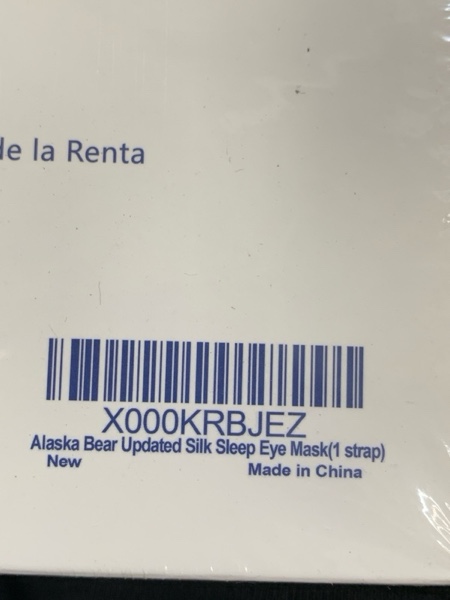 de la Renta
X000KRBJEZ
Alaska Bear Updated Silk Sleep Eye Mask(1 strap)
New
Made in China